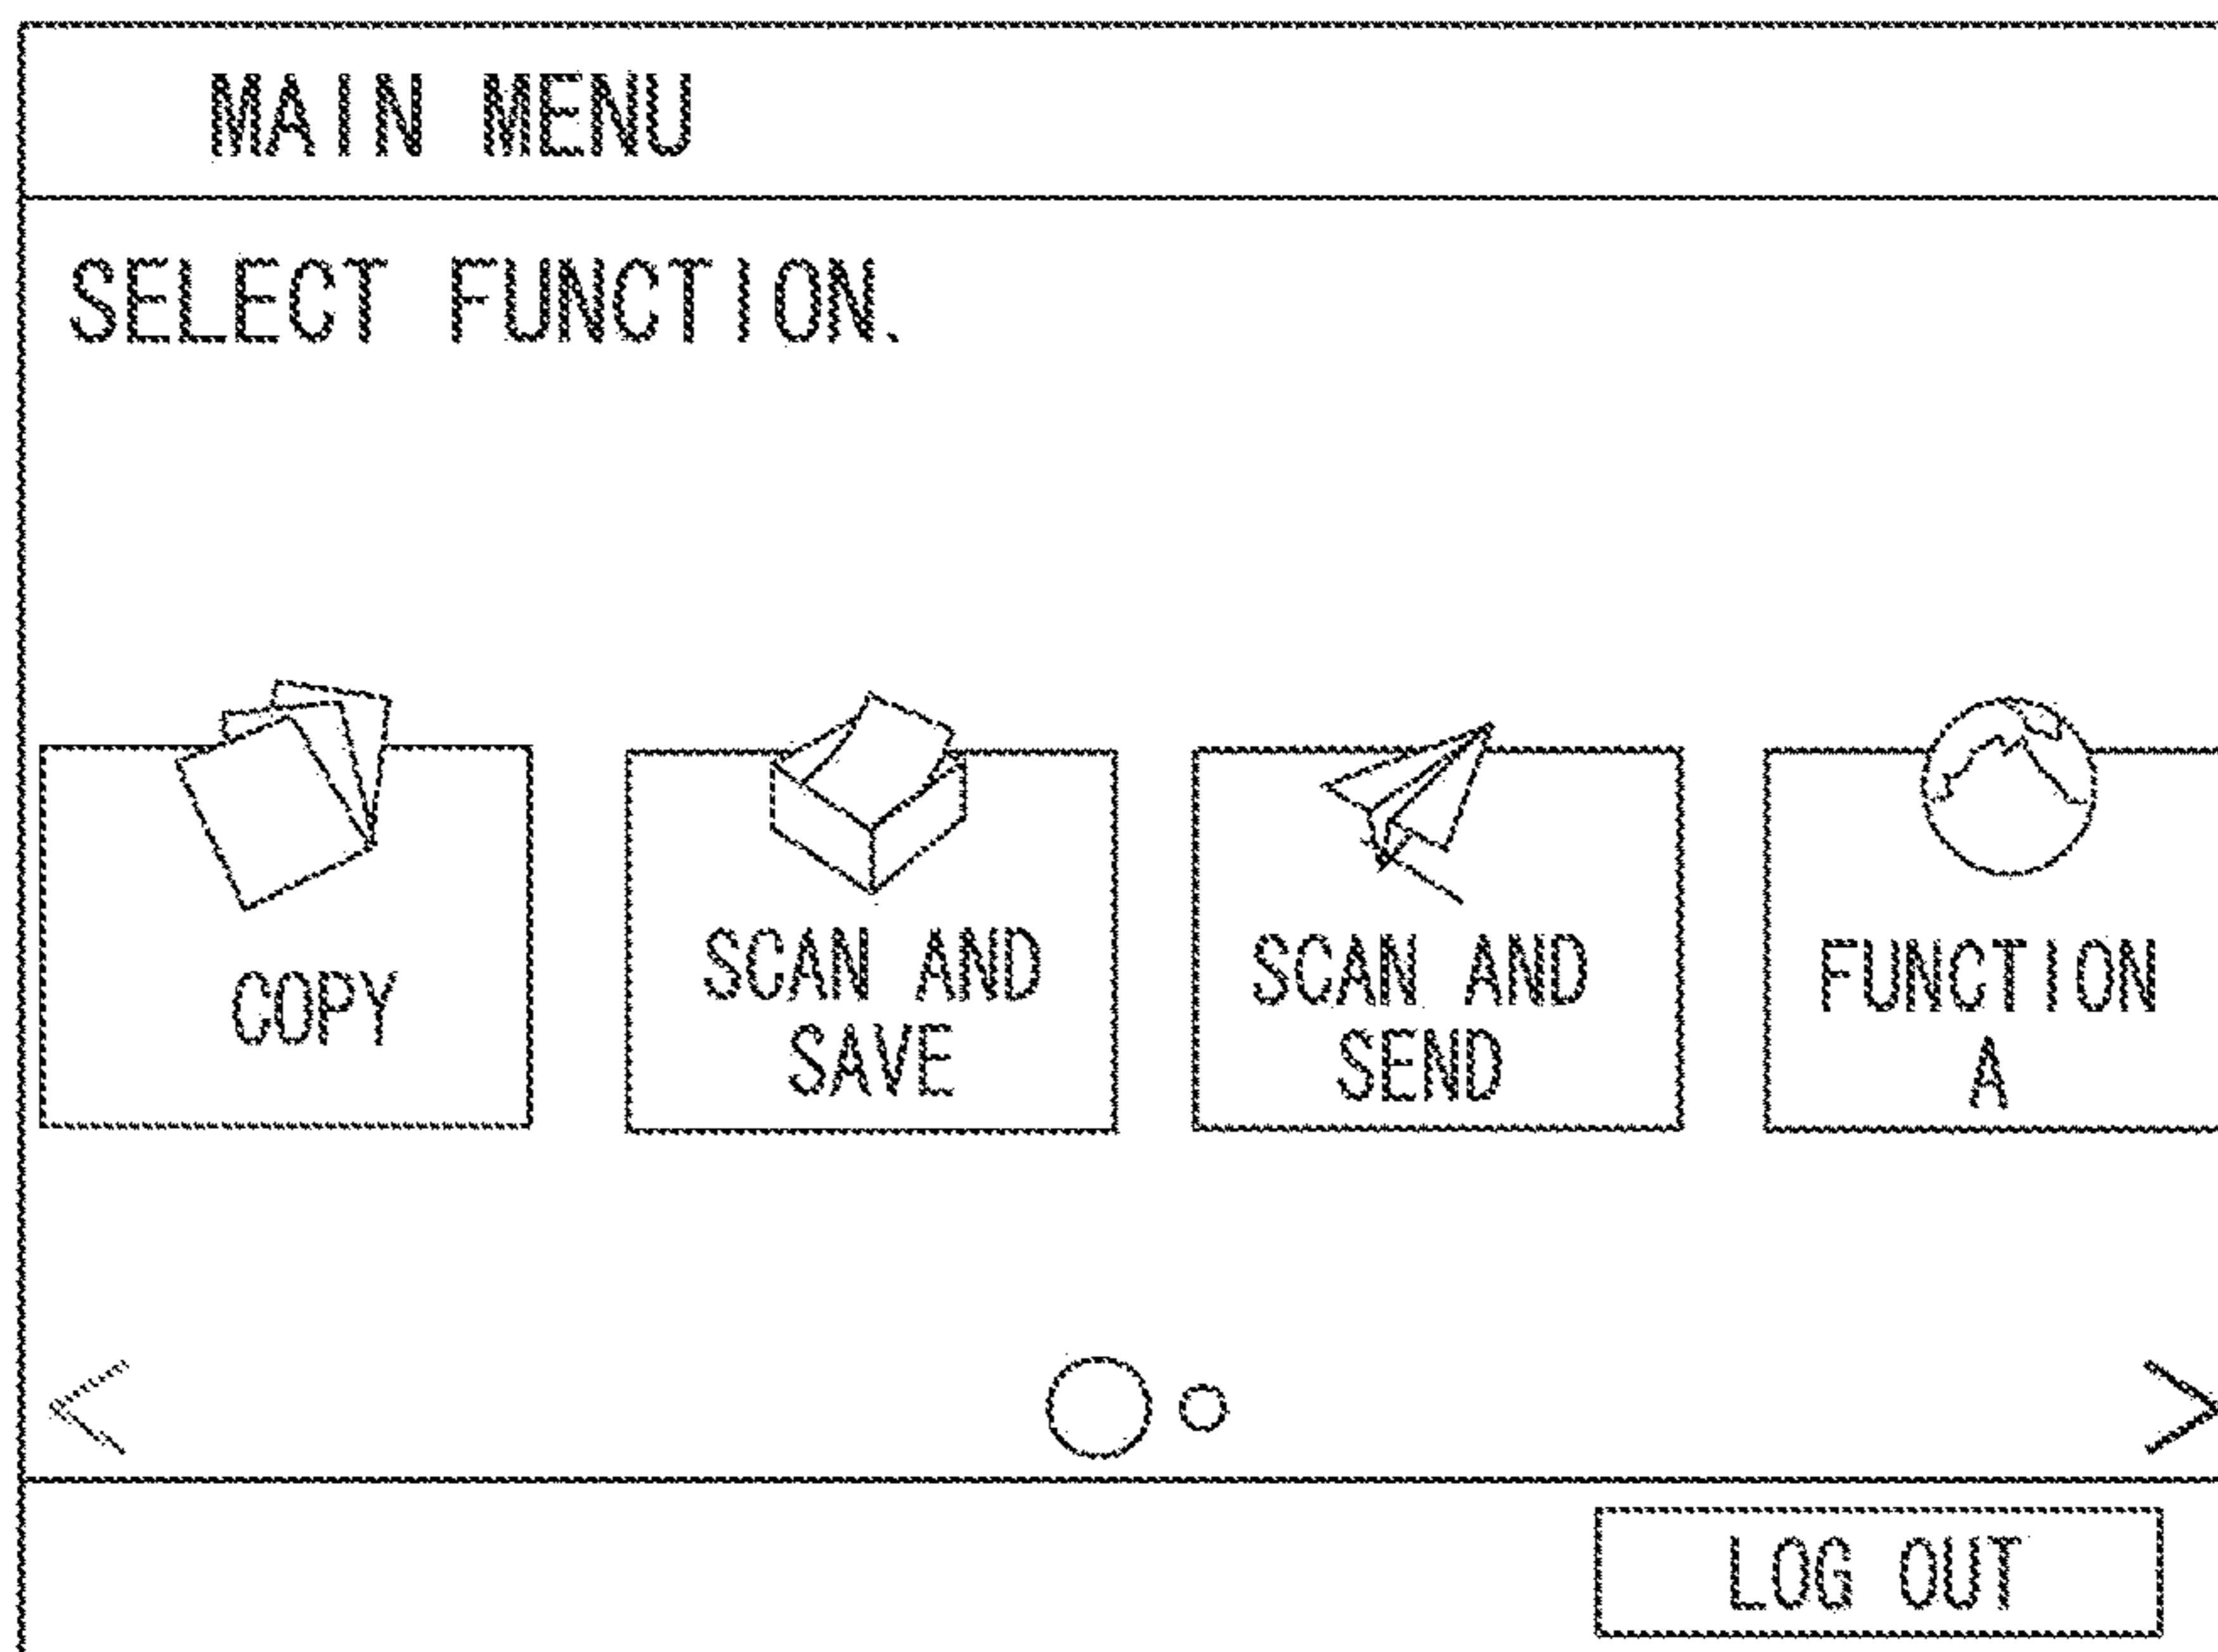 MAIN MENU
SELECT FUNCTION.
COPY
SCAN AND
SAVE
SCAN AND
SEND
FUNCTION
A
LOG OUT